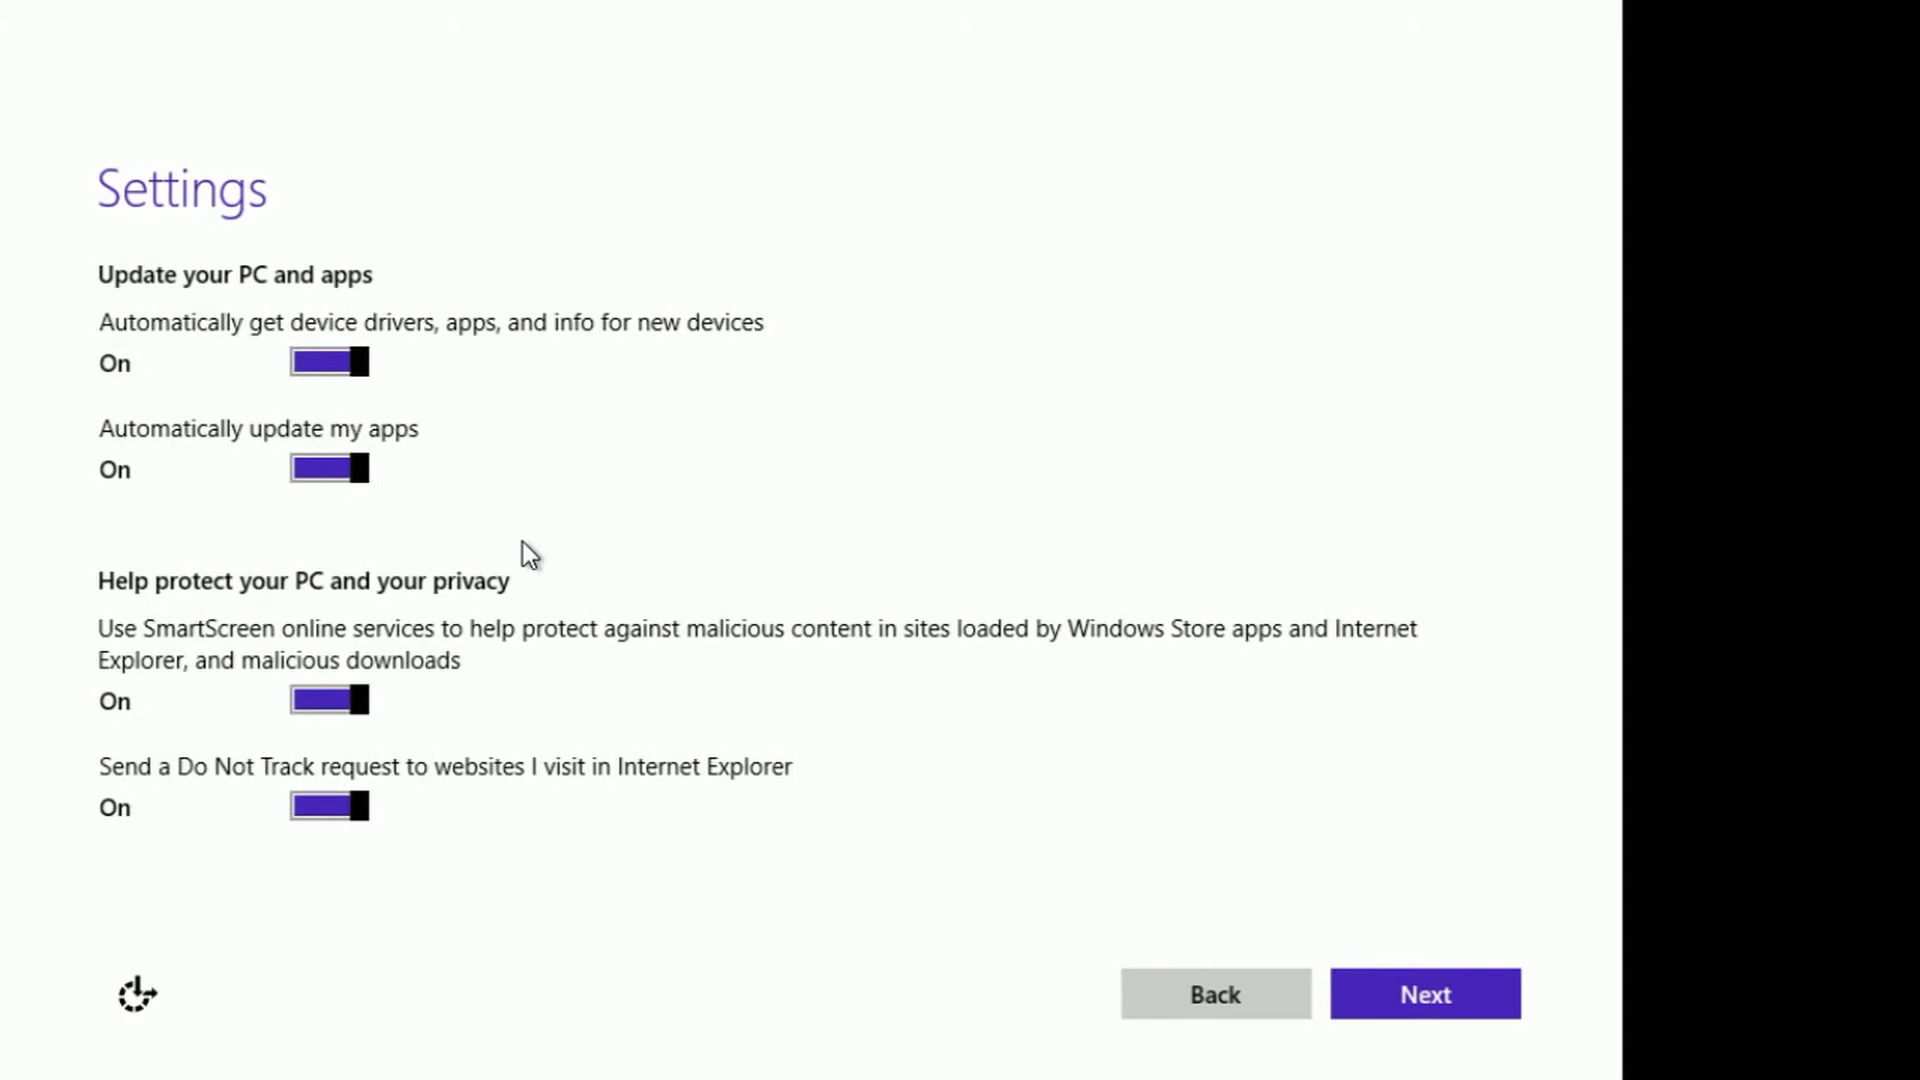 Settings
Update your PC and apps
Automatically get device drivers, apps, and info for new devices
On
Automatically update my apps
On
Help protect your PC and your privacy
Use SmartScreen online services to help protect against malicious content in sites loaded by Windows Store apps and Internet
Explorer, and malicious downloads
On
Send a Do Not Track request to websites I visit in Internet Explorer
On
Back
Next